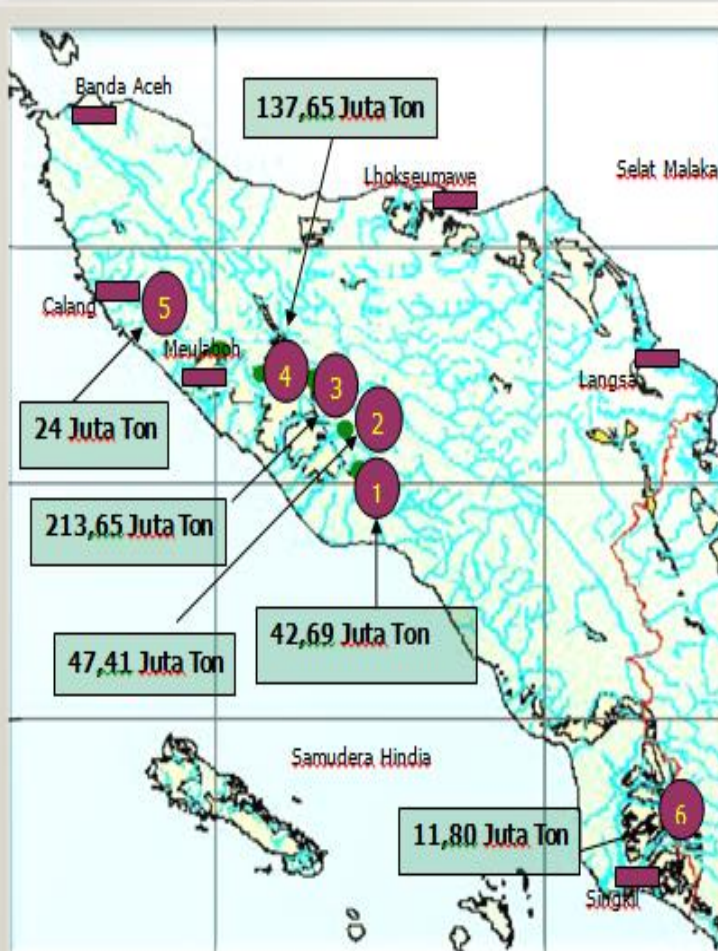 Banda Aceh
137,65 Juta Ton
Lhokseumawe
Selat Malaka
Calang
5
Meulaboh
4
3
Langsa
24 Juta Ton
2
1
213,65 Juta Ton
47,41 Juta Ton
42,69 Juta Ton
Samudera Hindia
6
11,80 Juta Ton
Singkil